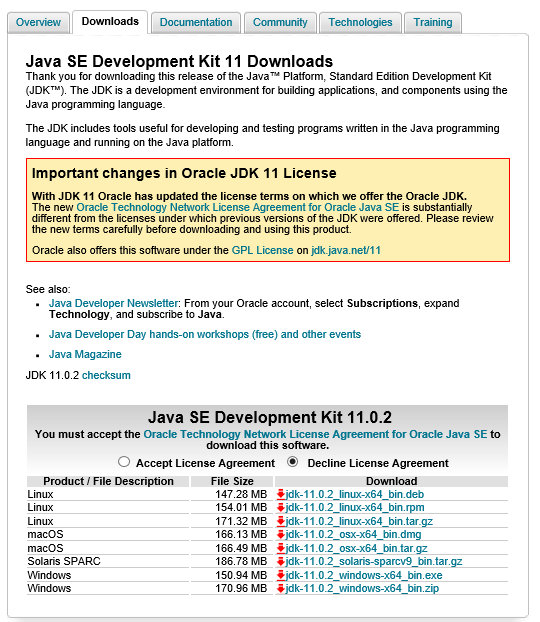 Overview Downloads Documentation Community Technologies Training
Java SE Development Kit 11 Downloads
Thank you for downloading this release of the Java™ Platform, Standard Edition Development Kit
(JDK™). The JDK is a development environment for building applications, and components using the
Java programming language.
The JDK includes tools useful for developing and testing programs written in the Java programming
language and running on the Java platform.
Important changes in Oracle JDK 11 License
With JDK 11 Oracle has updated the license terms on which we offer the Oracle JDK.
The new Oracle Technology Network License Agreement for Oracle Java SE is substantially
different from the licenses under which previous versions of the JDK were offered. Please review
the new terms carefully before downloading and using this product.
Oracle also offers this software under the GPL License on jdk.java.net/11
See also:
Java Developer Newsletter: From your Oracle account, select Subscriptions, expand
Technology, and subscribe to Java.
Java Developer Day hands-on workshops (free) and other events
Java Magazine
JDK 11.0.2 checksum
Java SE Development Kit 11.0.2
You must accept the Oracle Technology Network License Agreement for Oracle Java SE to
download this software.
Accept License Agreement Decline License Agreement
Product / File Description File Size Download
Linux 147.28 MB jdk-11.0.2_linux-x64_bin.deb
Linux 154.01 MB jdk-11.0.2_linux-x64_bin.rpm
Linux 171.32 MB jdk-11.0.2_linux-x64_bin.tar.gz
macOS 166.13 MB jdk-11.0.2_osx-x64_bin.dmg
macOS 166.49 MB jdk-11.0.2_osx-x64_bin.tar.gz
Solaris SPARC 186.78 MB jdk-11.0.2_solaris-sparcv9_bin.tar.gz
Windows 150.94 MB jdk-11.0.2_windows-x64_bin.exe
Windows 170.96 MB jdk-11.0.2_windows-x64_bin.zip